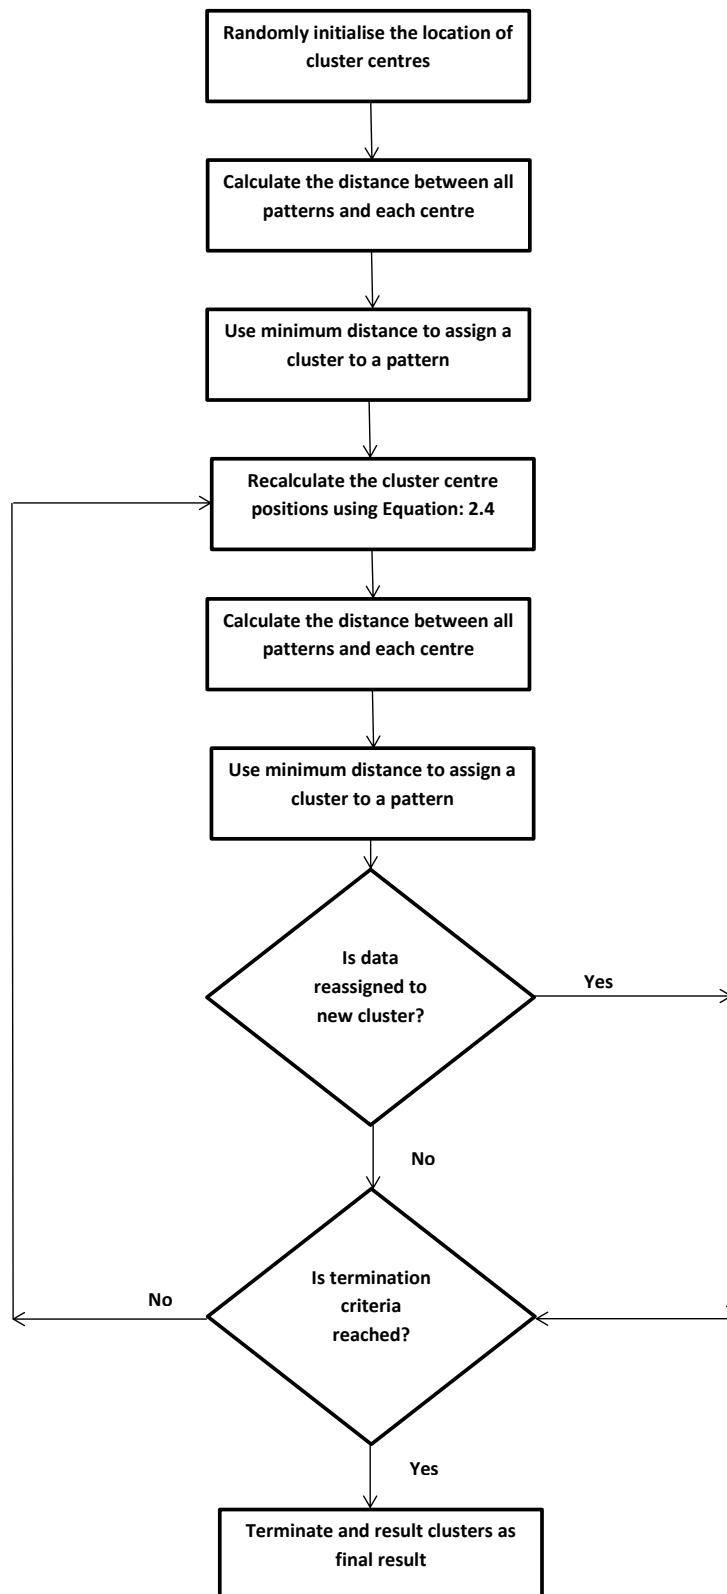 Randomly initialise the location of
cluster centres
Calculate the distance between all
patterns and each centre
Use minimum distance to assign a
cluster to a pattern
Recalculate the cluster centre
positions using Equation: 2.4
Calculate the distance between all
patterns and each centre
Use minimum distance to assign a
cluster to a pattern
Is data
reassigned to
new cluster?
Yes
No
Is termination
criteria
reached?
No
Yes
Terminate and result clusters as
final result